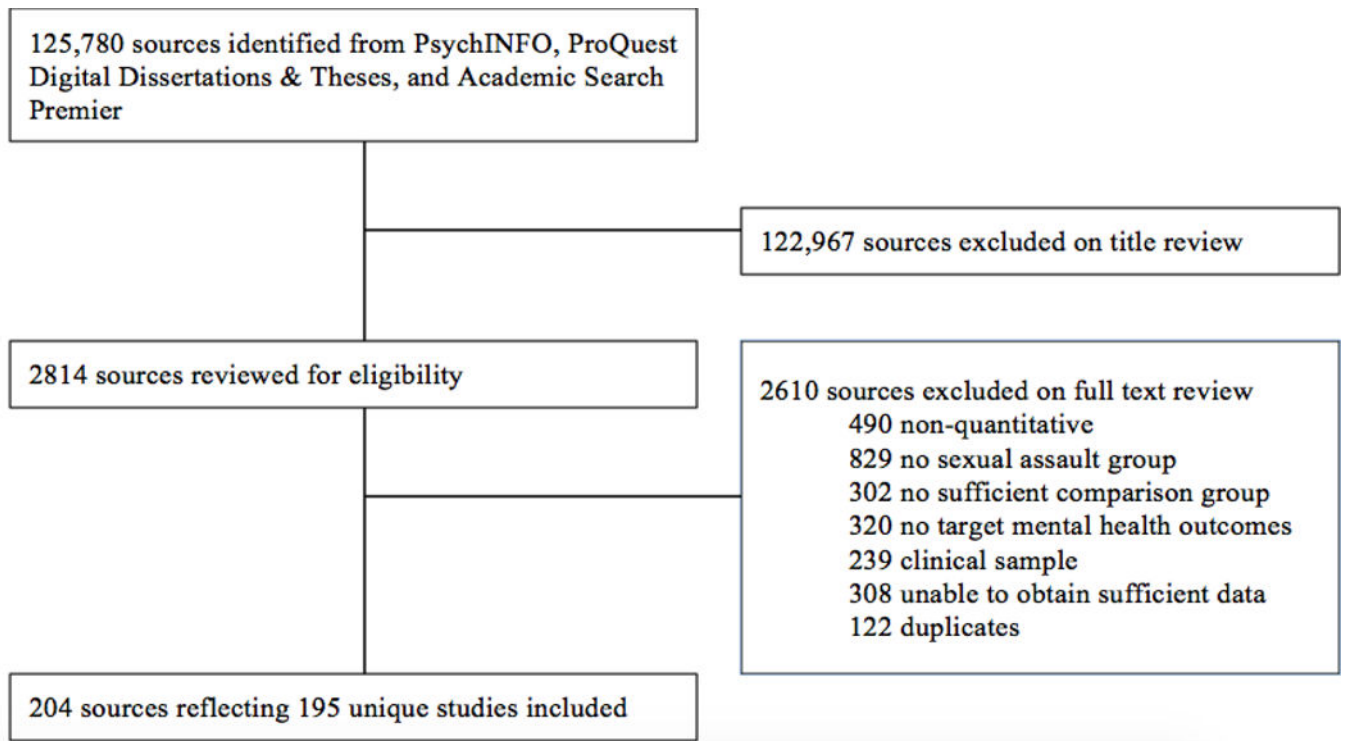 125,780 sources identified from PsychINFO, ProQuest
Digital Dissertations & Theses, and Academic Search
Premier
122,967 sources excluded on title review
2814 sources reviewed for eligibility
2610 sources excluded on full text review
490 non-quantitative
829 no sexual assault group
302 no sufficient comparison group
320 no target mental health outcomes
239 clinical sample
308 unable to obtain sufficient data
122 duplicates
204 sources reflecting 195 unique studies included